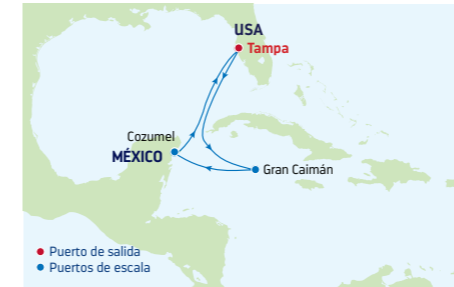 USA
Tampa
Cozumel
MÉXICO
Gran Caimán
Puerto de salida
Puertos de escala